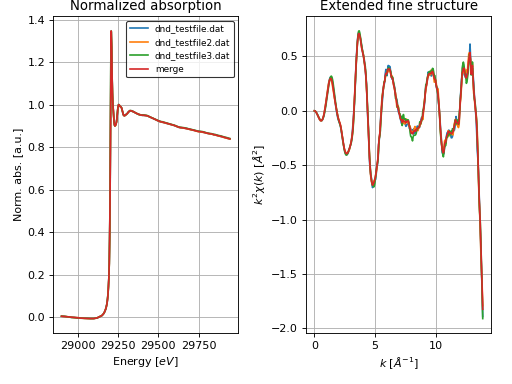 Normalized absorption
1.4
1.2
1.0
0.8
0.6
0.4
0.2
0.0
Norm. abs. [a.u.]
dnd_testfile.dat
dnd_testfile2.dat
dnd_testfile3.dat
merge
29000 29250 29500 29750
Energy [eV]
Extended fine structure
0.5
0.0
−0.5
−1.0
−1.5
−2.0
k²χ(k) [Å²]
0 5 10
k [Å⁻¹]